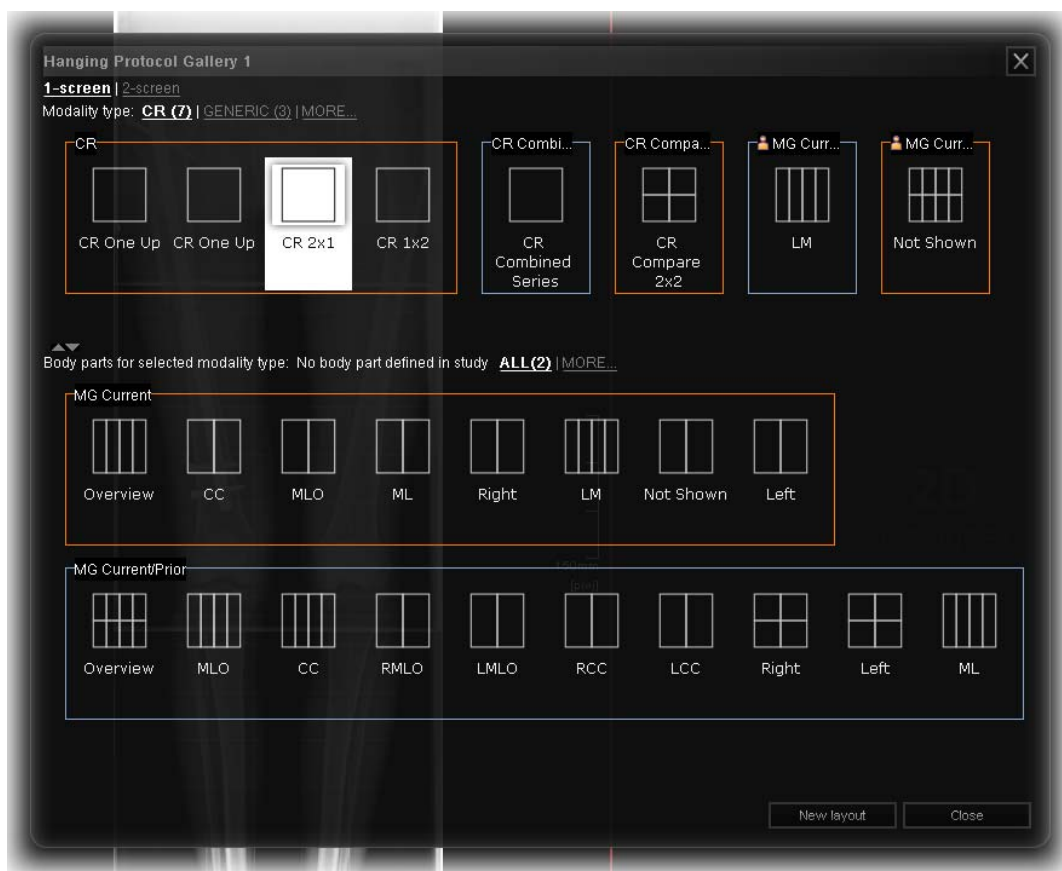 Hanging Protocol Gallery 1
1-screen | 2-screen
Modality type: CR (7) | GENERIC (3) | MORE...
CR CR Combi... CR Compa... MG Curr... MG Curr...
CR One Up CR One Up CR 2x1 CR 1x2 CR Combined Series CR Compare 2x2 LM Not Shown
Body parts for selected modality type: No body part defined in study ALL(2) | MORE...
MG Current
Overview CC MLO ML Right LM Not Shown Left
MG Current/Prior
Overview MLO CC RMLO LMLO RCC LCC Right Left ML
New layout Close